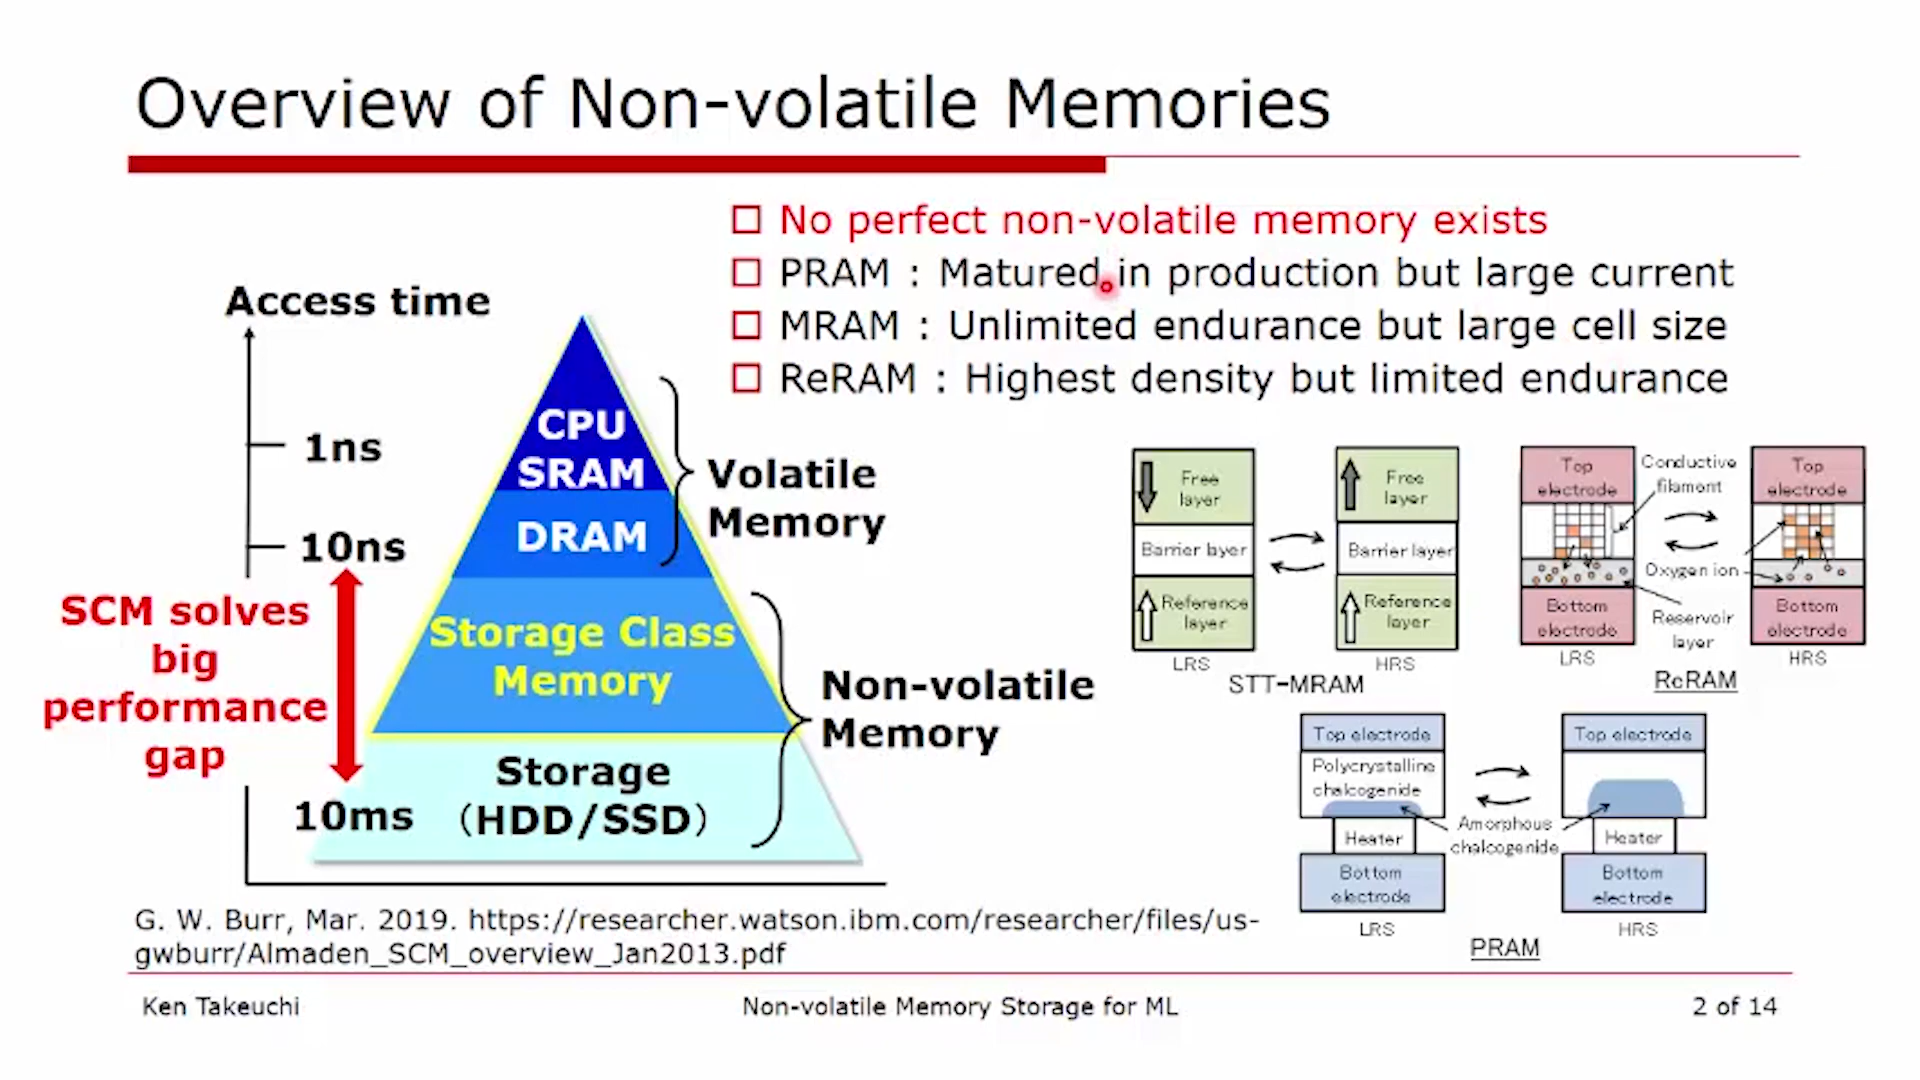 Overview of Non-volatile Memories
No perfect non-volatile memory exists
PRAM : Matured in production but large current
MRAM : Unlimited endurance but large cell size
ReRAM : Highest density but limited endurance
Access time
1ns
10ns
10ms
SCM solves
big
performance
gap
CPU
SRAM
DRAM
Storage Class
Memory
Storage
(HDD/SSD)
Volatile
Memory
Non-volatile
Memory
Free
layer
Barrier layer
Reference
layer
LRS
Free
layer
Barrier layer
Reference
layer
HRS
STT-MRAM
Top
electrode
Bottom
electrode
LRS
Conductive
filament
Oxygen ion
Reservoir
layer
Top
electrode
Bottom
electrode
HRS
ReRAM
Top electrode
Polycrystalline
chalcogenide
Heater
Bottom
electrode
LRS
Amorphous
chalcogenide
Top electrode
Heater
Bottom
electrode
HRS
PRAM
G. W. Burr, Mar. 2019. https://researcher.watson.ibm.com/researcher/files/us-
gwburr/Almaden_SCM_overview_Jan2013.pdf
Ken Takeuchi
Non-volatile Memory Storage for ML
2 of 14